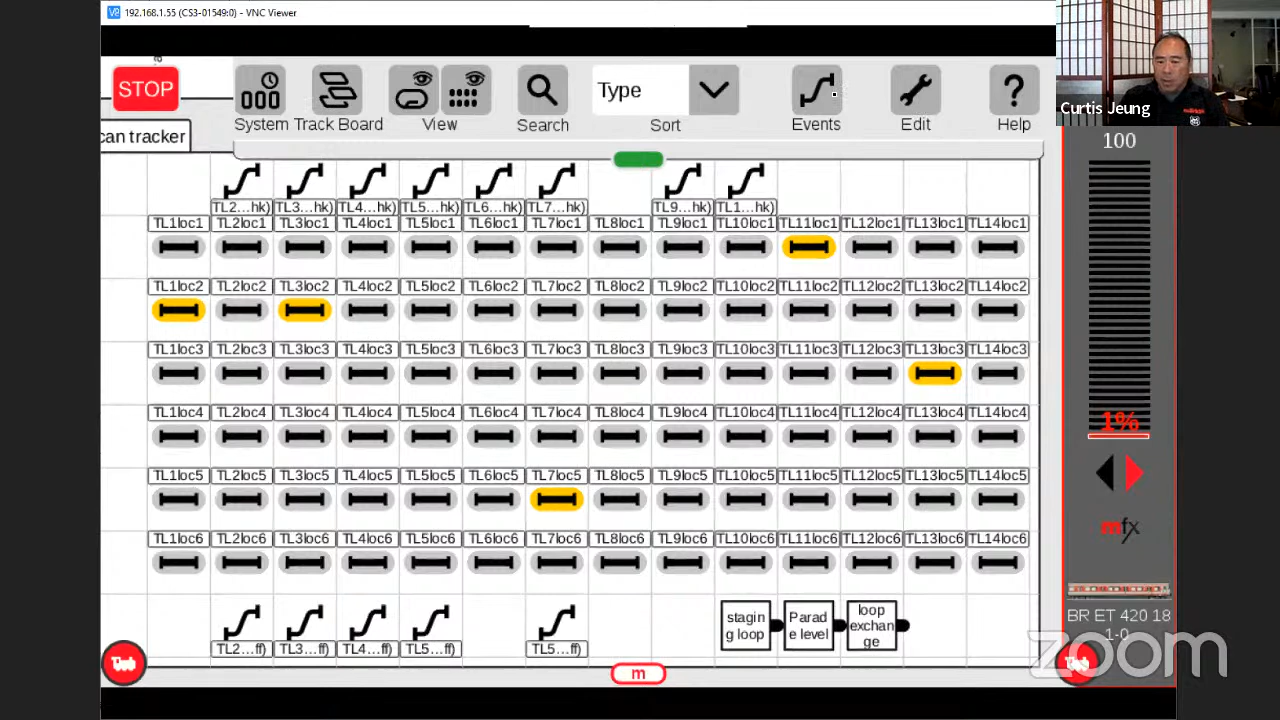 192.168.1.55 (CS3-01549:0) - VNC Viewer
STOP
Type
System Track Board View Search Sort Events Edit Help
Curtis Jeung
can tracker
100
TL2...hk) TL3...hk) TL4...hk) TL5...hk) TL6...hk) TL7...hk) TL9...hk) TL1...hk)
TL1loc1 TL2loc1 TL3loc1 TL4loc1 TL5loc1 TL6loc1 TL7loc1 TL8loc1 TL9loc1 TL10loc1 TL11loc1 TL12loc1 TL13loc1 TL14loc1
TL1loc2 TL2loc2 TL3loc2 TL4loc2 TL5loc2 TL6loc2 TL7loc2 TL8loc2 TL9loc2 TL10loc2 TL11loc2 TL12loc2 TL13loc2 TL14loc2
TL1loc3 TL2loc3 TL3loc3 TL4loc3 TL5loc3 TL6loc3 TL7loc3 TL8loc3 TL9loc3 TL10loc3 TL11loc3 TL12loc3 TL13loc3 TL14loc3
TL1loc4 TL2loc4 TL3loc4 TL4loc4 TL5loc4 TL6loc4 TL7loc4 TL8loc4 TL9loc4 TL10loc4 TL11loc4 TL12loc4 TL13loc4 TL14loc4
1%
TL1loc5 TL2loc5 TL3loc5 TL4loc5 TL5loc5 TL6loc5 TL7loc5 TL8loc5 TL9loc5 TL10loc5 TL11loc5 TL12loc5 TL13loc5 TL14loc5
mfx
TL1loc6 TL2loc6 TL3loc6 TL4loc6 TL5loc6 TL6loc6 TL7loc6 TL8loc6 TL9loc6 TL10loc6 TL11loc6 TL12loc6 TL13loc6 TL14loc6
TL2...ff) TL3...ff) TL4...ff) TL5...ff) TL5...ff)
stagin
g loop
Parad
e level
loop
exchan
ge
BR ET 420 18
1-0
zoom
m